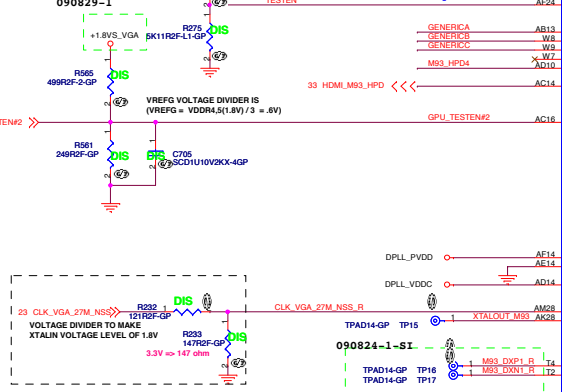 090829-1
TESTEN
AF24
+1.8VS_VGA
R275
5K11R2F-L1-GP
DIS
GENERICA
AB13
GENERICB
W8
GENERICC
W9
W7
M93_HPD4
AD10
R565
499R2F-2-GP
DIS
33 HDMI_M93_HPD
AC14
VREFG VOLTAGE DIVIDER IS
(VREFG = VDDR4,5(1.8V) / 3 = .6V)
TEN#2
GPU_TESTEN#2
AC16
R561
249R2F-GP
DIS
DIS
C705
SCD1U10V2KX-4GP
DPLL_PVDD
AF14
AE14
DPLL_VDDC
AD14
23 CLK_VGA_27M_NSS
R232
121R2F-GP
DIS
CLK_VGA_27M_NSS_R
AM28
XTALOUT_M93
AK28
TPAD14-GP TP15
VOLTAGE DIVIDER TO MAKE
XTALIN VOLTAGE LEVEL OF 1.8V
R233
147R2F-GP
DIS
3.3V => 147 ohm
090824-1-SI
TPAD14-GP TP16
M93_DXP1_R
T4
TPAD14-GP TP17
M93_DXN1_R
T2